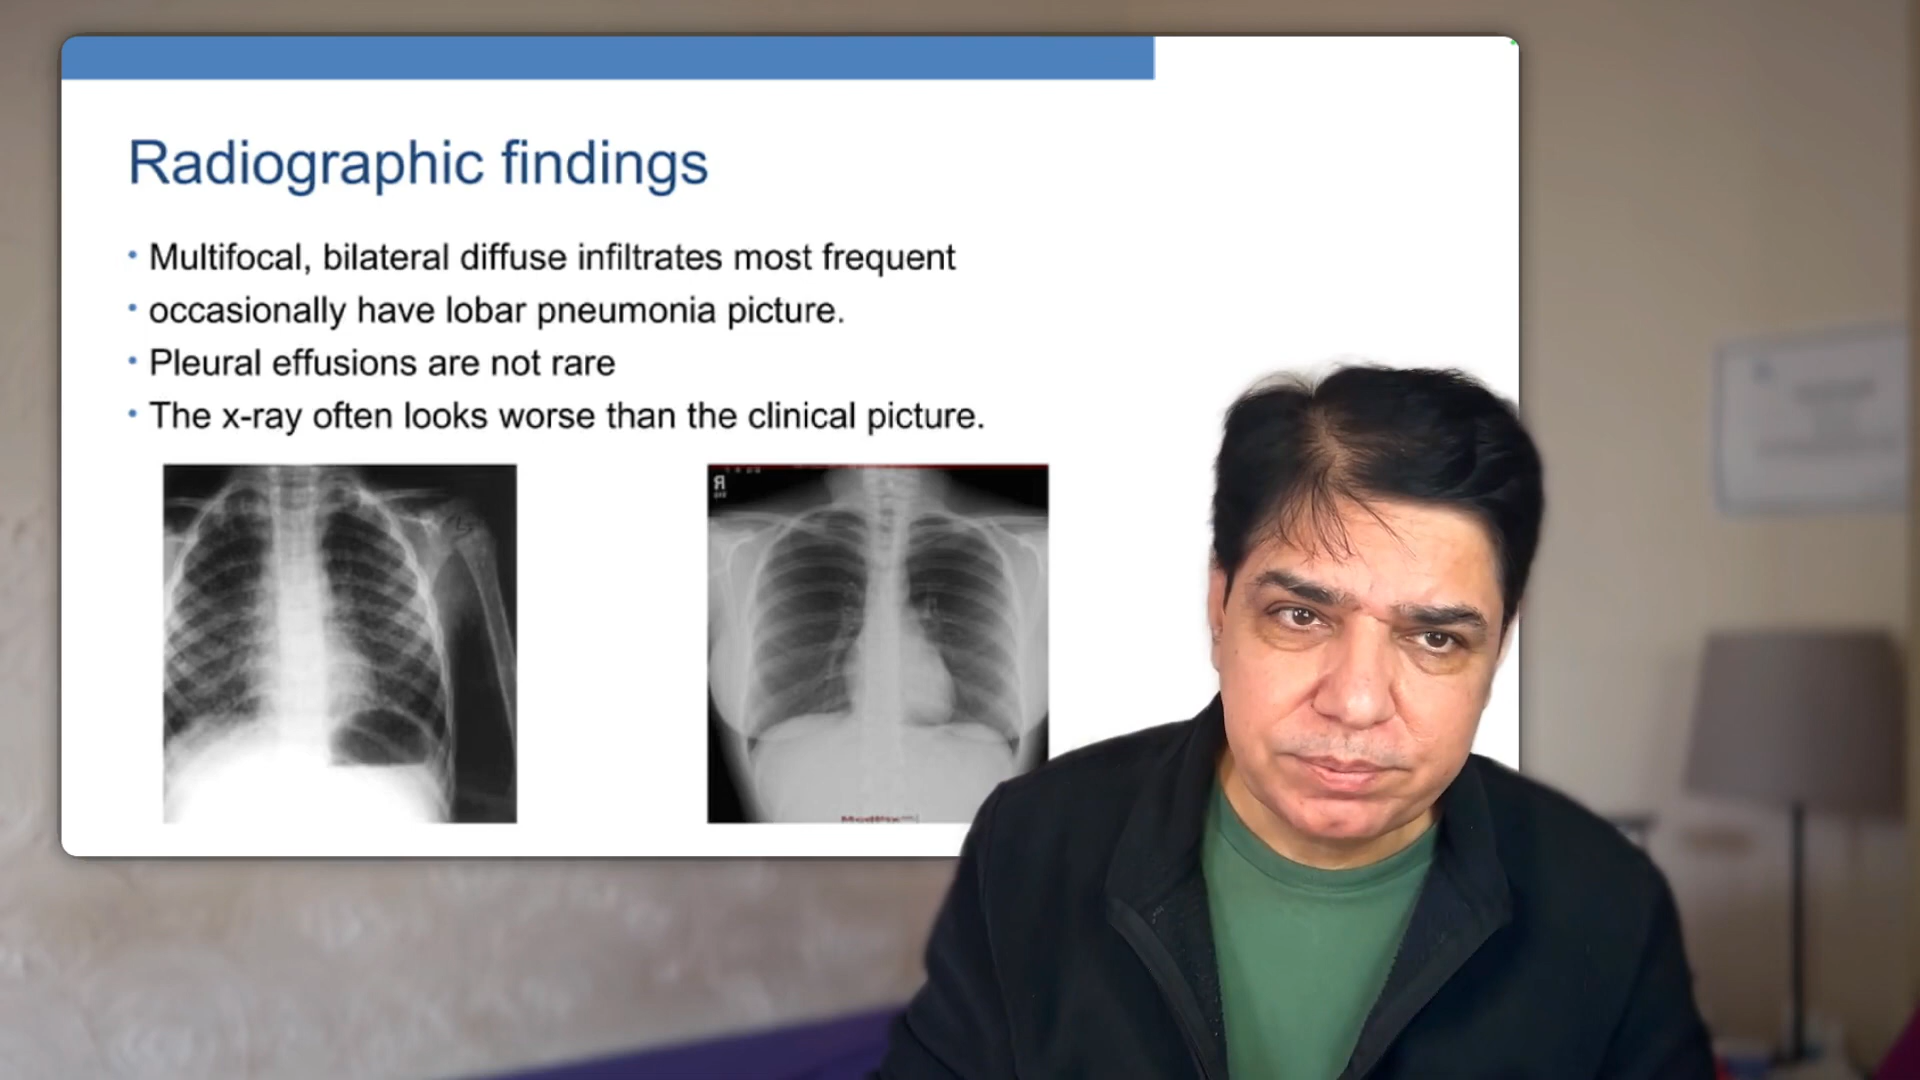 Radiographic findings
• Multifocal, bilateral diffuse infiltrates most frequent
• occasionally have lobar pneumonia picture.
• Pleural effusions are not rare
• The x-ray often looks worse than the clinical picture.
R